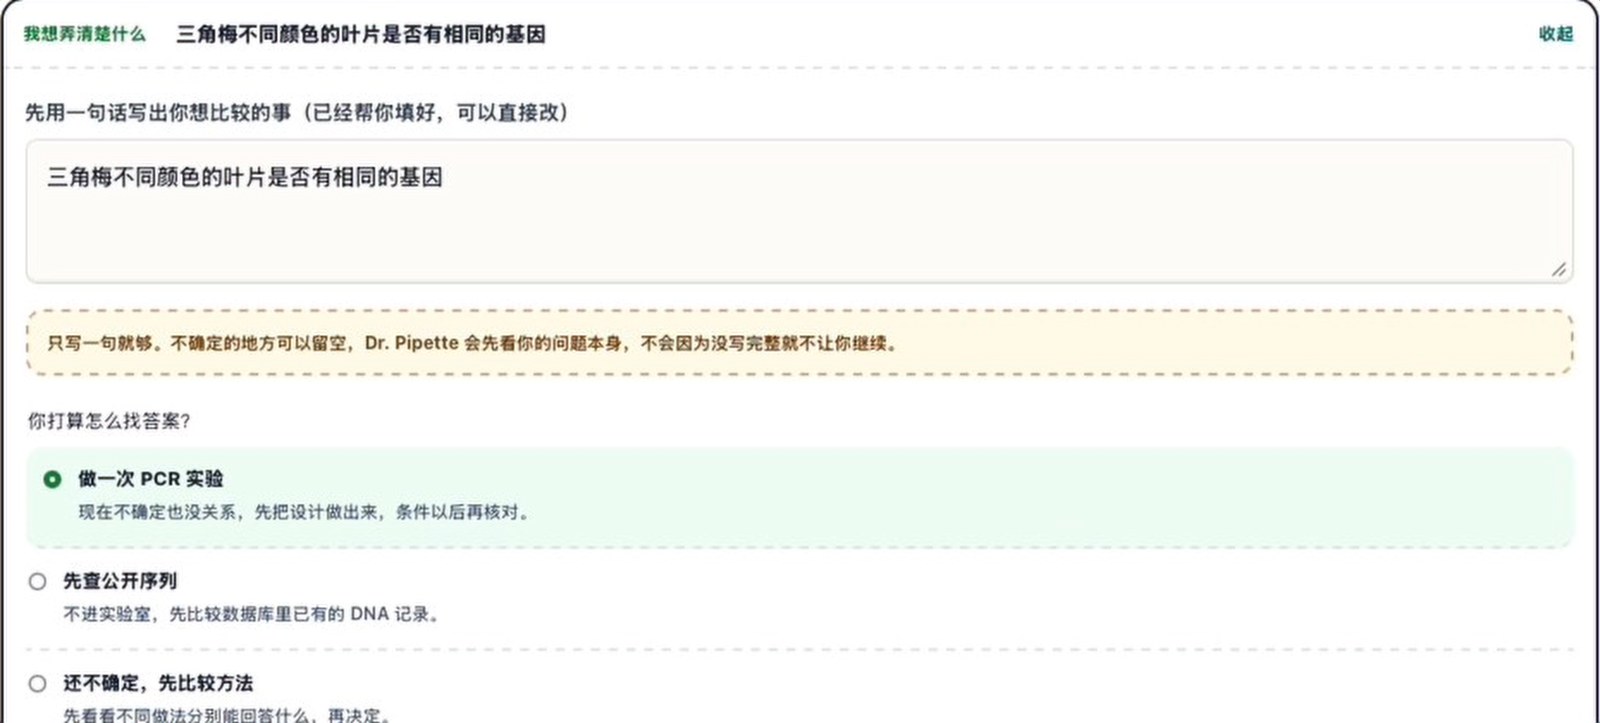 我想弄清楚什么 三角梅不同颜色的叶片是否有相同的基因 收起
先用一句话写出你想比较的事（已经帮你填好，可以直接改）
三角梅不同颜色的叶片是否有相同的基因
只写一句就够。不确定的地方可以留空，Dr. Pipette 会先看你的问题本身，不会因为没写完整就不让你继续。
你打算怎么找答案？
做一次 PCR 实验
现在不确定也没关系，先把设计做出来，条件以后再核对。
先查公开序列
不进实验室，先比较数据库里已有的 DNA 记录。
还不确定，先比较方法
先看看不同做法分别能回答什么，再决定。